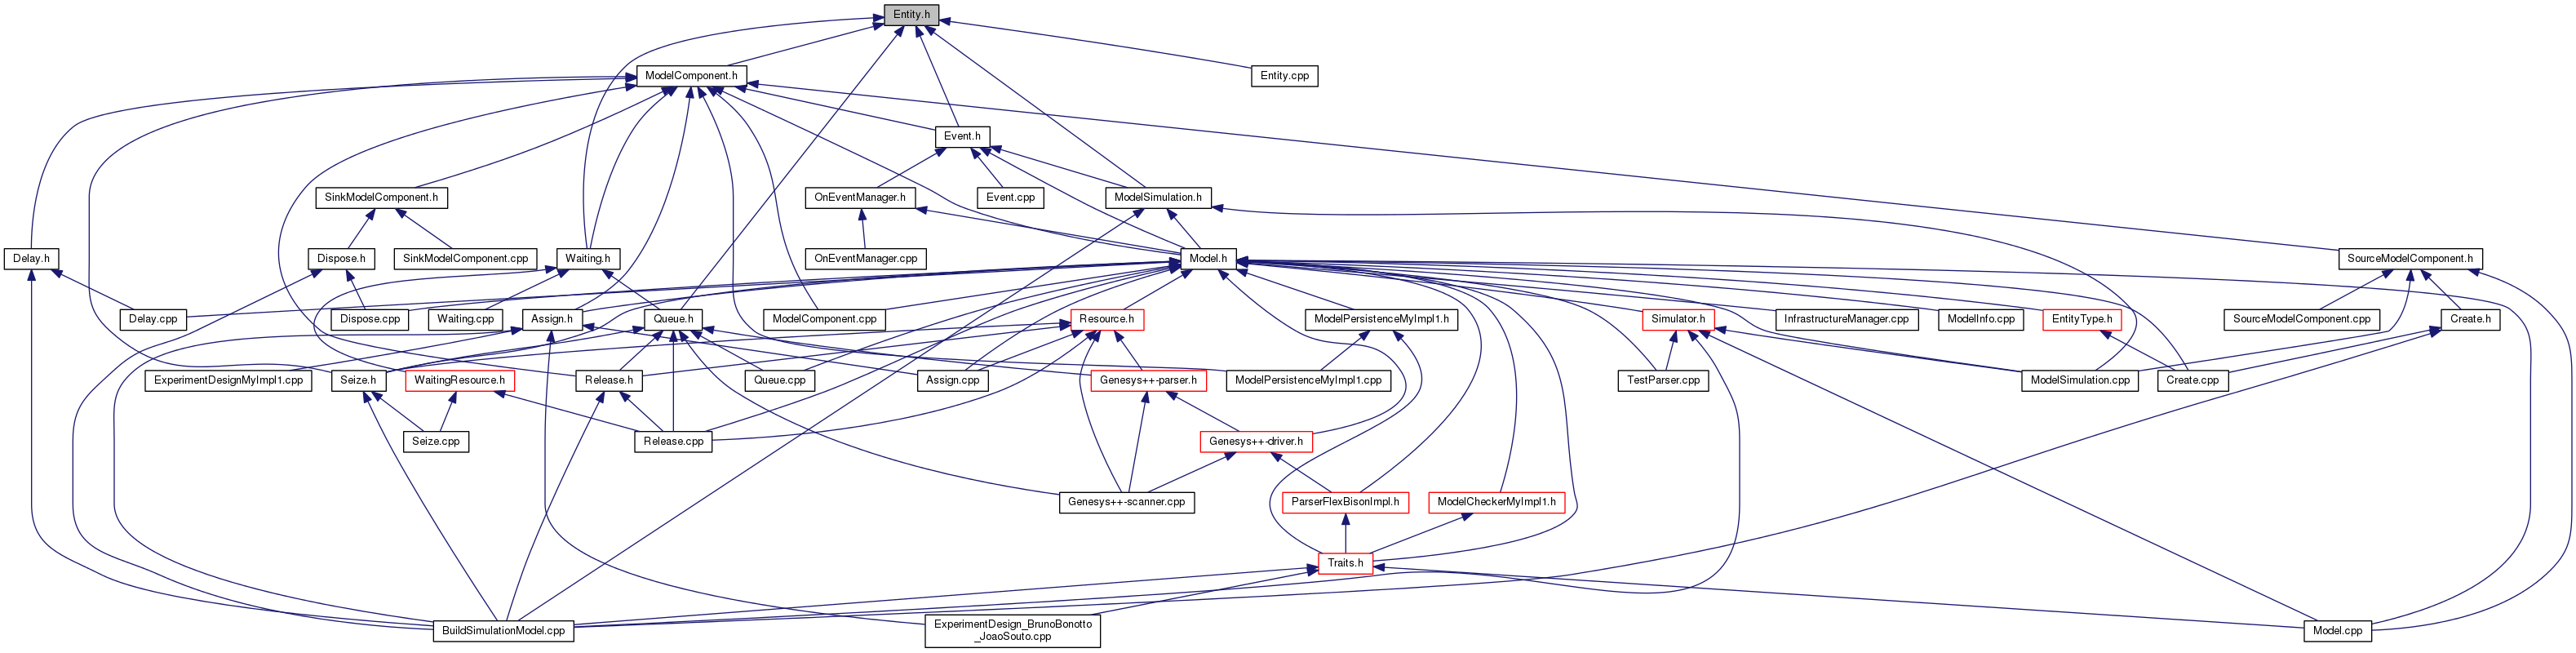 Entity.h
ModelComponent.h
Entity.cpp
Event.h
SinkModelComponent.h
OnEventManager.h
Event.cpp
ModelSimulation.h
Delay.h
Dispose.h
SinkModelComponent.cpp
Waiting.h
OnEventManager.cpp
Model.h
SourceModelComponent.h
Delay.cpp
Dispose.cpp
Waiting.cpp
Assign.h
Queue.h
ModelComponent.cpp
Resource.h
ModelPersistenceMyImpl1.h
Simulator.h
InfrastructureManager.cpp
ModelInfo.cpp
EntityType.h
SourceModelComponent.cpp
Create.h
ExperimentDesignMyImpl1.cpp
Seize.h
WaitingResource.h
Release.h
Queue.cpp
Assign.cpp
Genesys++-parser.h
ModelPersistenceMyImpl1.cpp
TestParser.cpp
ModelSimulation.cpp
Create.cpp
Seize.cpp
Release.cpp
Genesys++-driver.h
Genesys++-scanner.cpp
ParserFlexBisonImpl.h
ModelCheckerMyImpl1.h
Traits.h
BuildSimulationModel.cpp
ExperimentDesign_BrunoBonotto
_JoaoSouto.cpp
Model.cpp